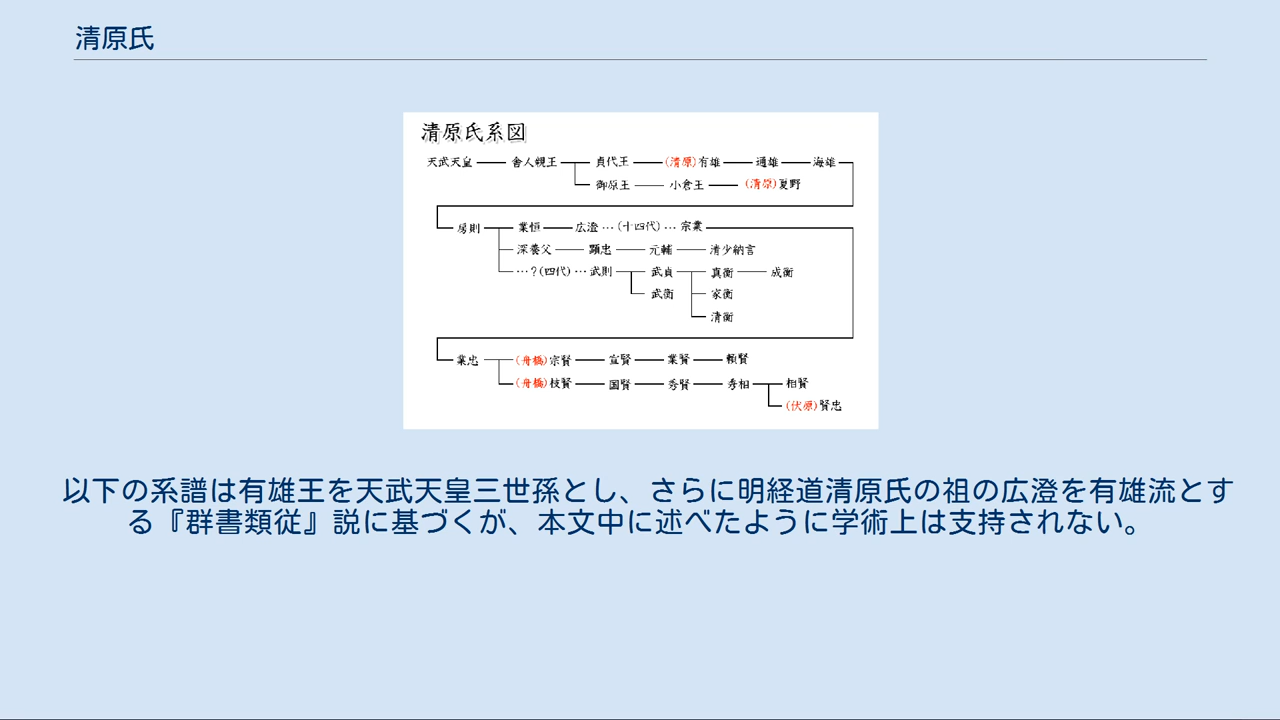 清原氏
清原氏系図
天武天皇 舎人親王 貞代王 (清原)有雄 通雄 海雄
御原王 小倉王 (清原)夏野
房則 業恒 広澄 … (十四代) … 宗業
深養父 顕忠 元輔 清少納言
… ? (四代) … 武則 武貞 真衡 成衡
武衡 家衡
清衡
業忠 (舟橋)宗賢 宣賢 業賢 頼賢
(舟橋)枝賢 国賢 秀賢 秀相 相賢
(伏原)賢忠
以下の系譜は有雄王を天武天皇三世孫とし、さらに明経道清原氏の祖の広澄を有雄流とす
る『群書類従』説に基づくが、本文中に述べたように学術上は支持されない。